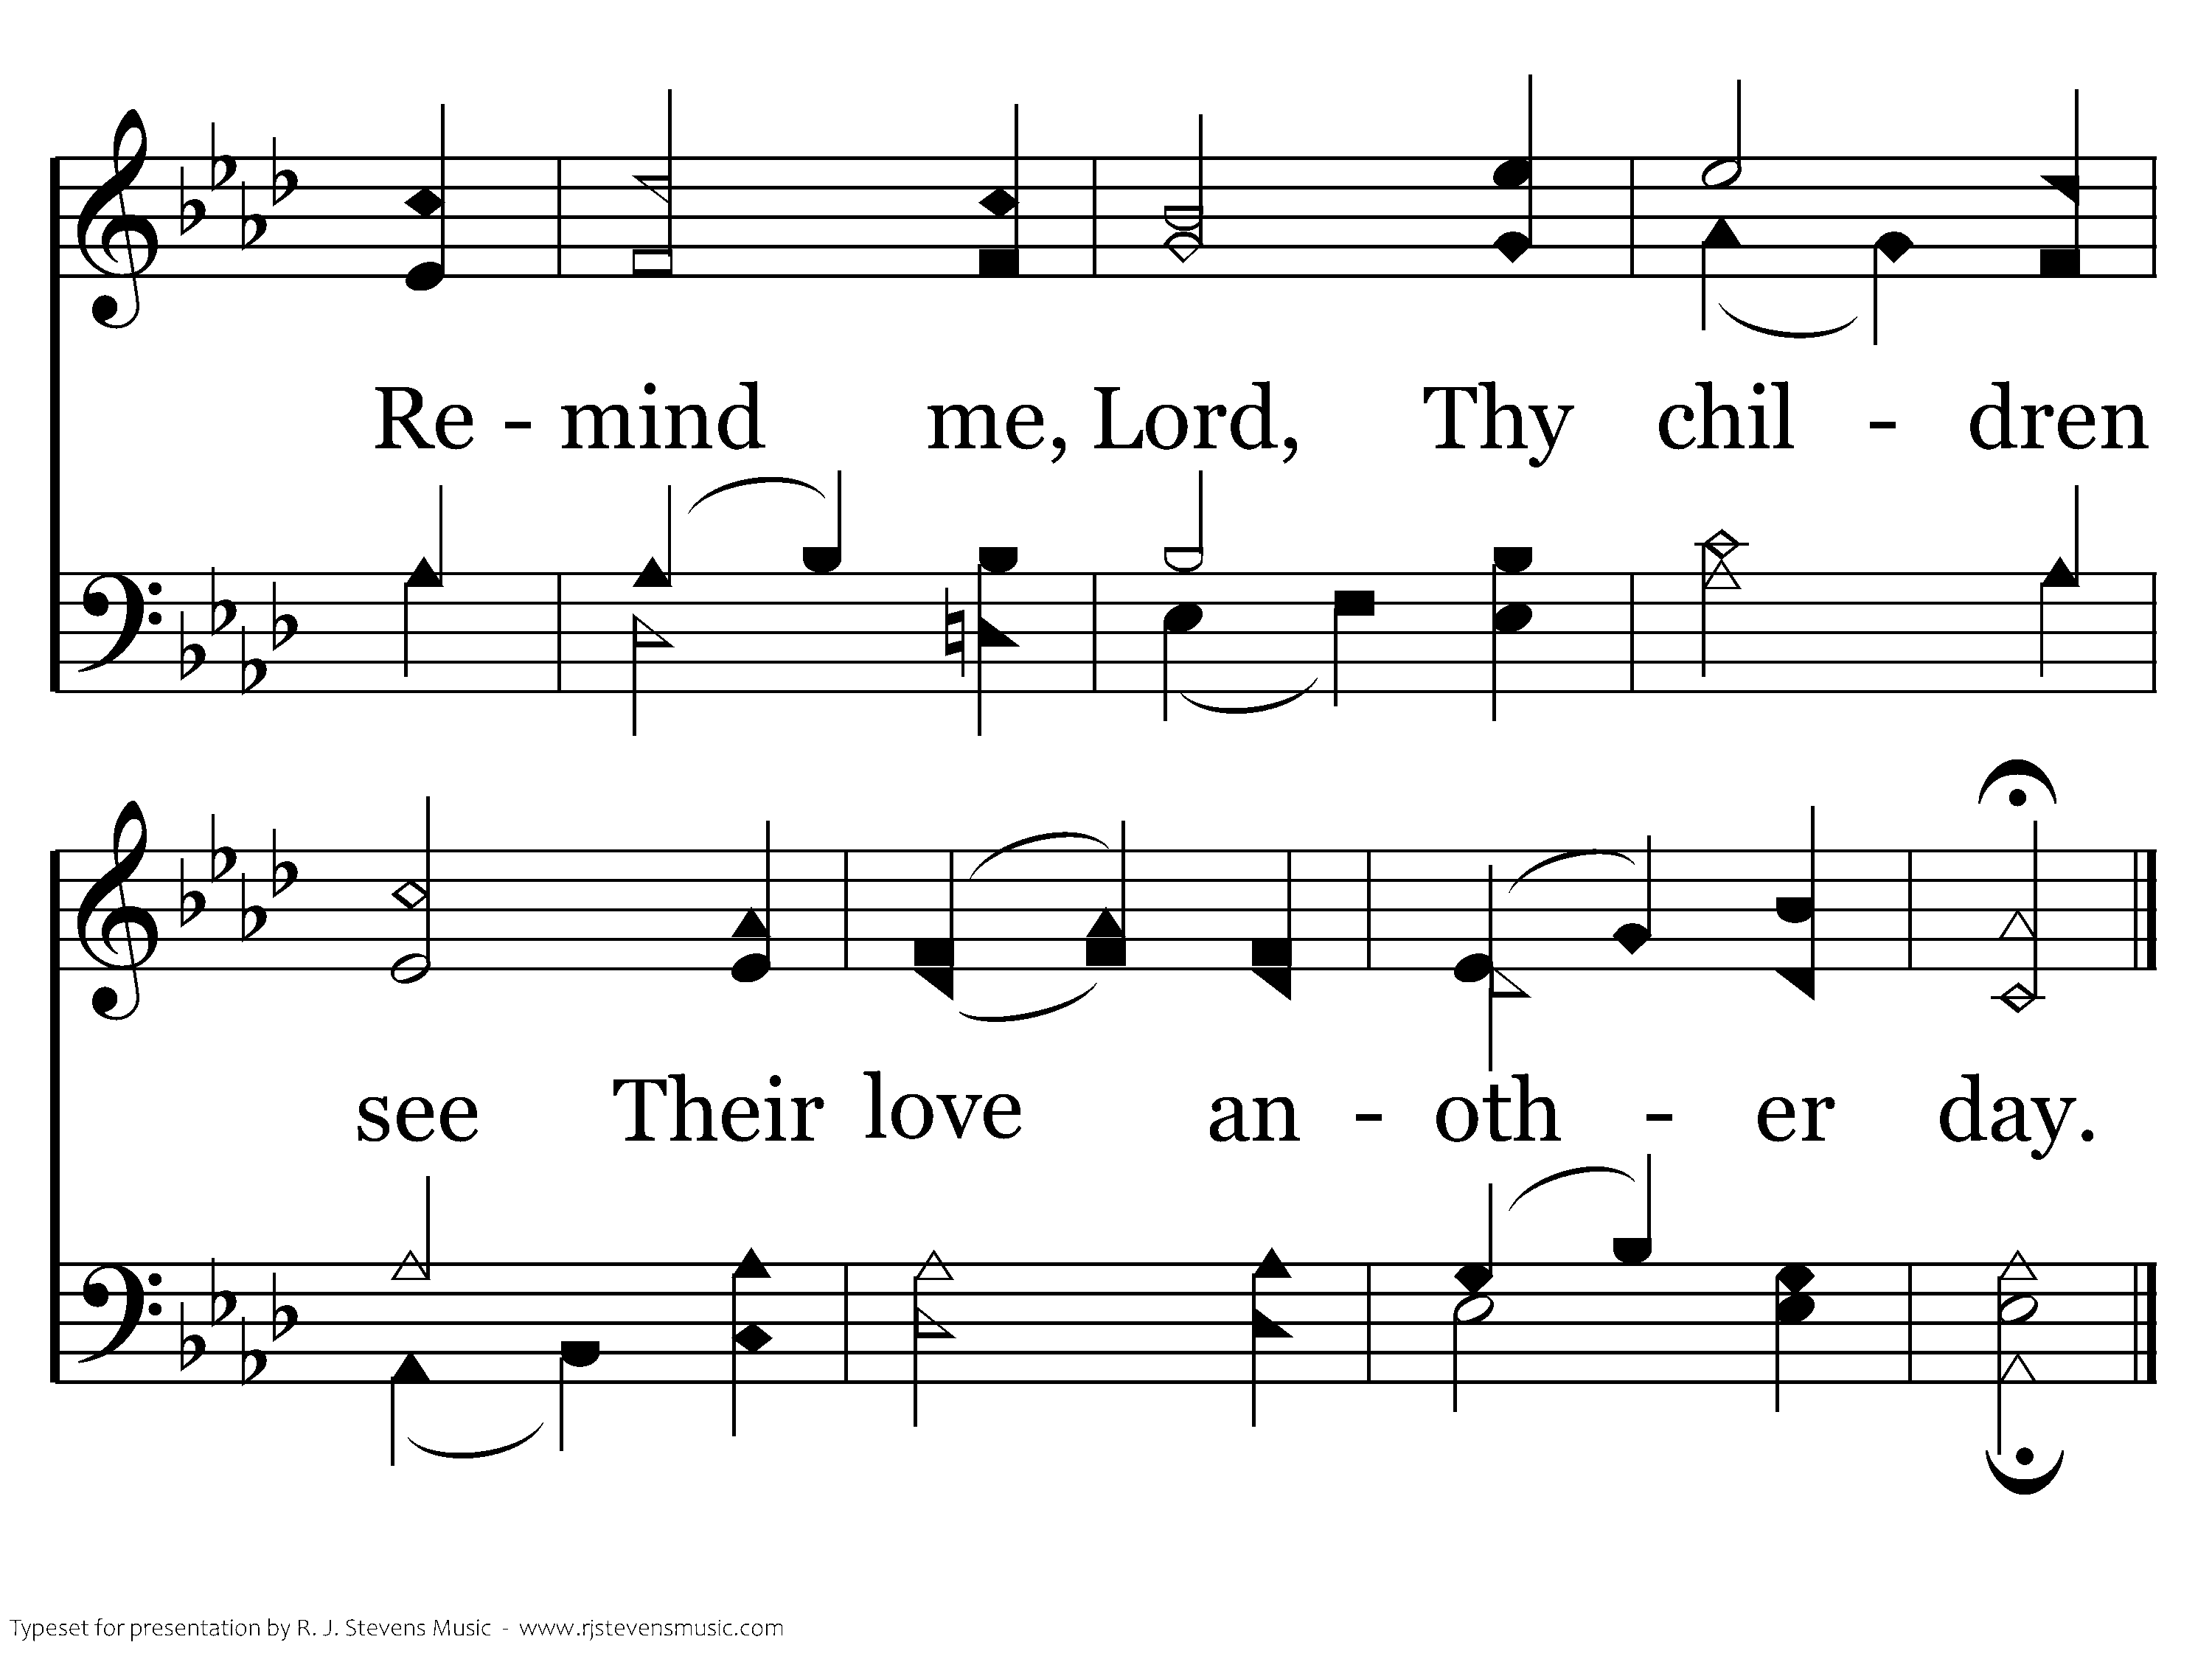 Re - mind me, Lord, Thy chil - dren
see Their love an - oth - er day.
Typeset for presentation by R. J. Stevens Music - www.rjstevensmusic.com